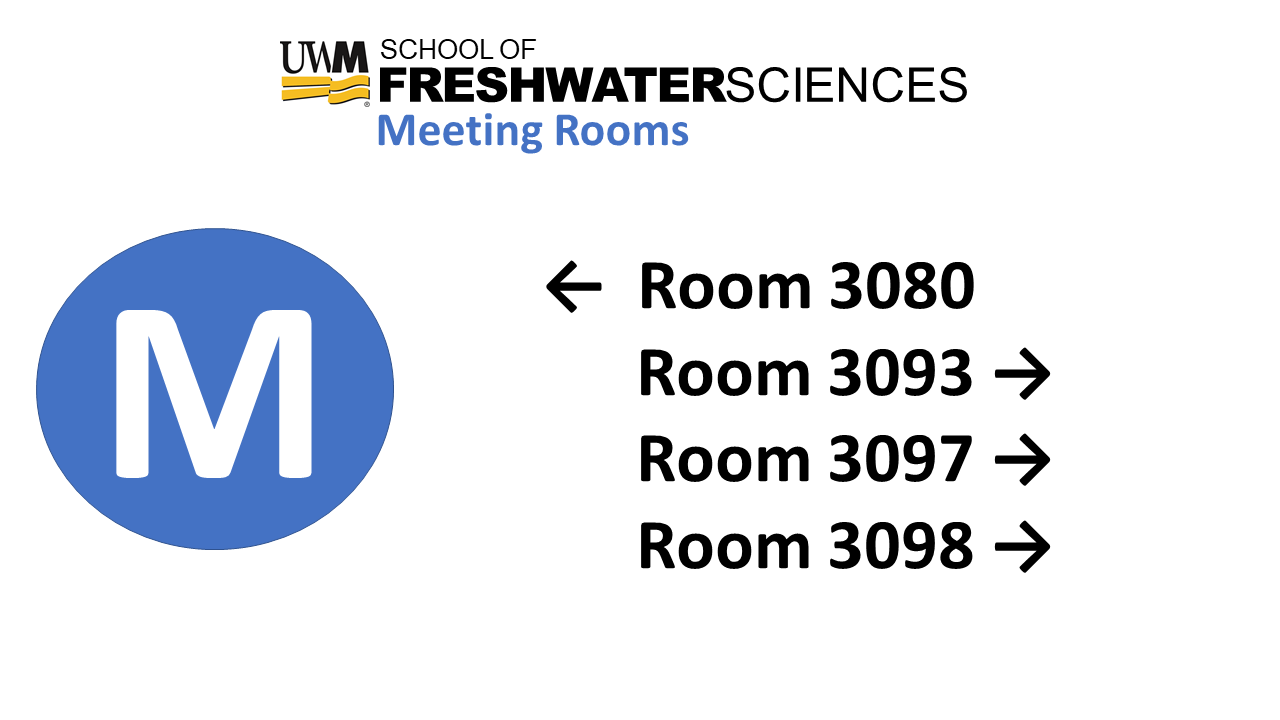 UWM
SCHOOL OF
FRESHWATERSCIENCES
®
Meeting Rooms
M
← Room 3080
Room 3093 →
Room 3097 →
Room 3098 →